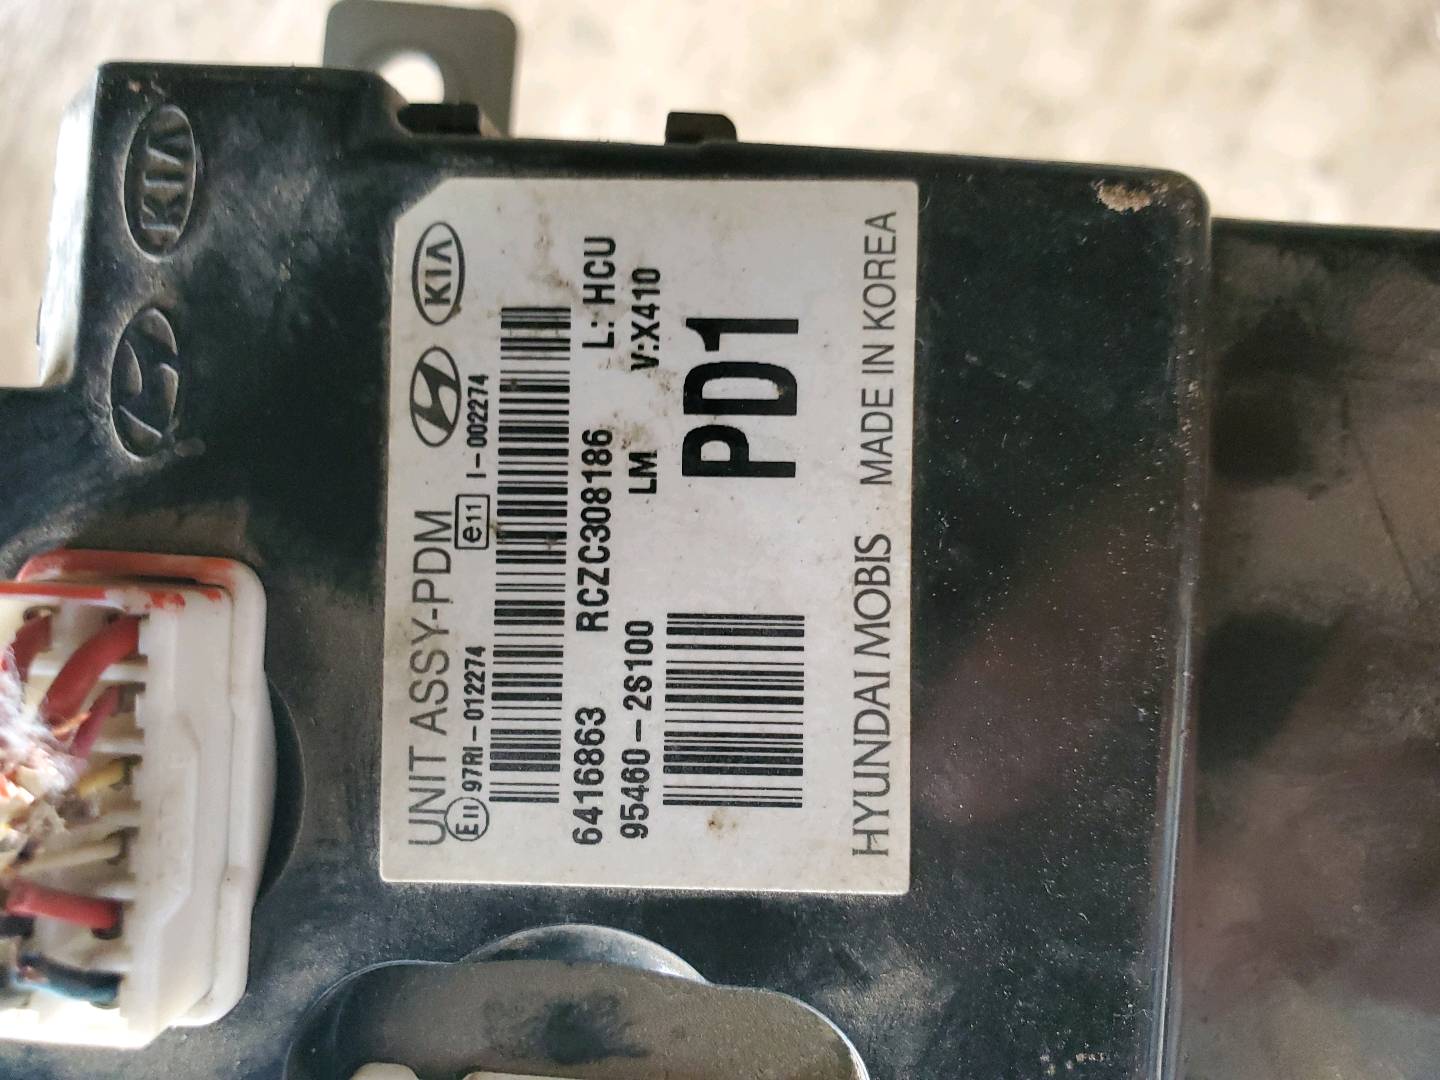 KIA
UNIT ASSY-PDM KIA
E11 97RI-012274 e11 I-002274
6416863 RCZC308186 L: HCU
95460-2S100 LM V:X410
PD1
HYUNDAI MOBIS MADE IN KOREA